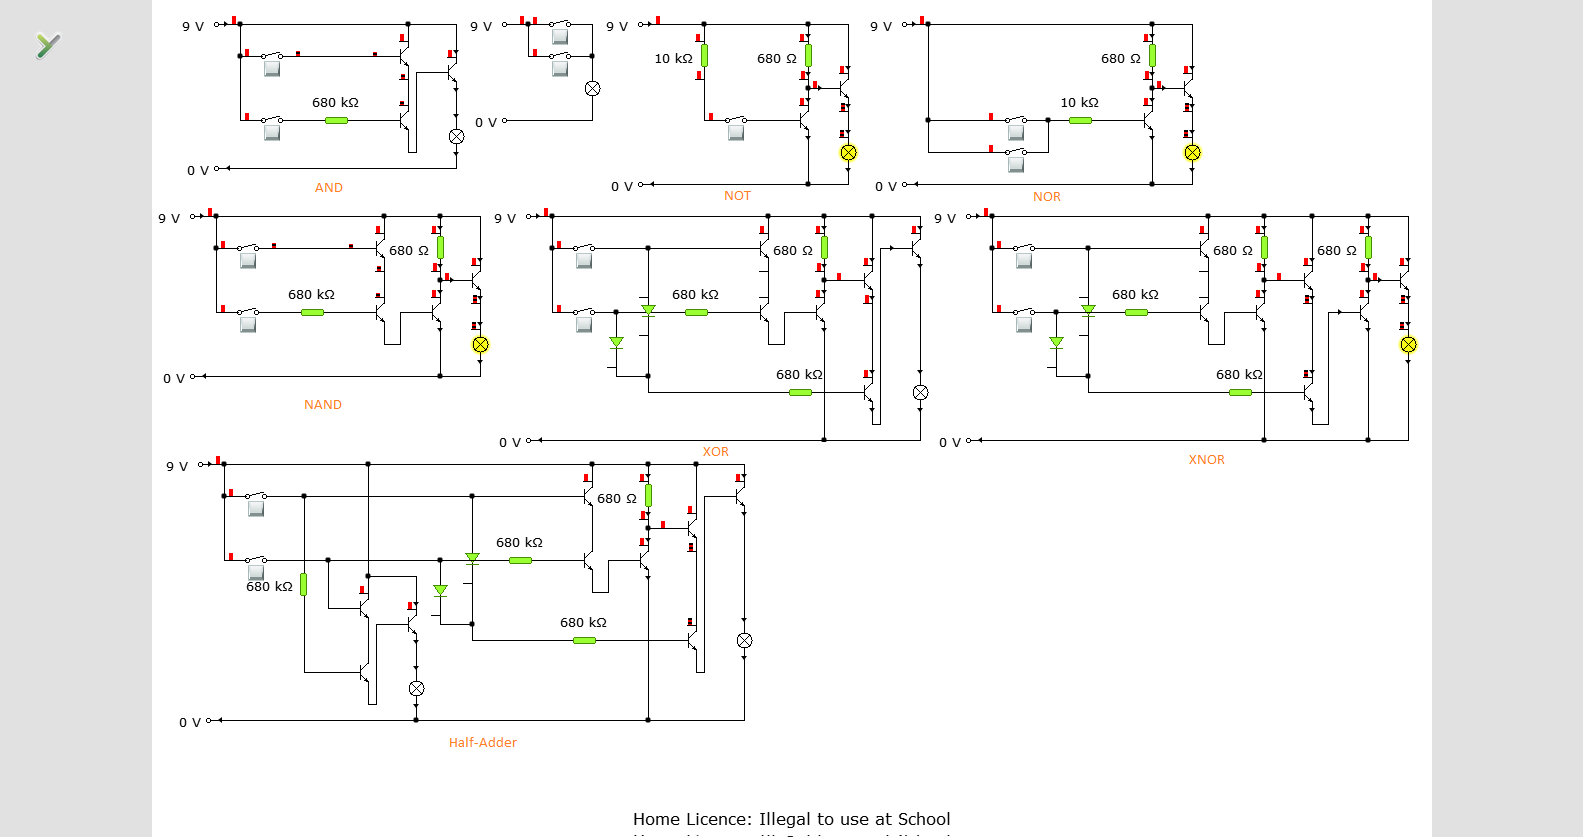 9 V
680 kΩ
0 V
AND
9 V
0 V
9 V
10 kΩ
680 Ω
0 V
NOT
9 V
680 Ω
10 kΩ
0 V
NOR
9 V
680 Ω
680 kΩ
0 V
NAND
9 V
680 Ω
680 kΩ
680 kΩ
0 V
XOR
9 V
680 Ω
680 Ω
680 kΩ
680 kΩ
0 V
XNOR
9 V
680 Ω
680 kΩ
680 kΩ
680 kΩ
0 V
Half-Adder
Home Licence: Illegal to use at School